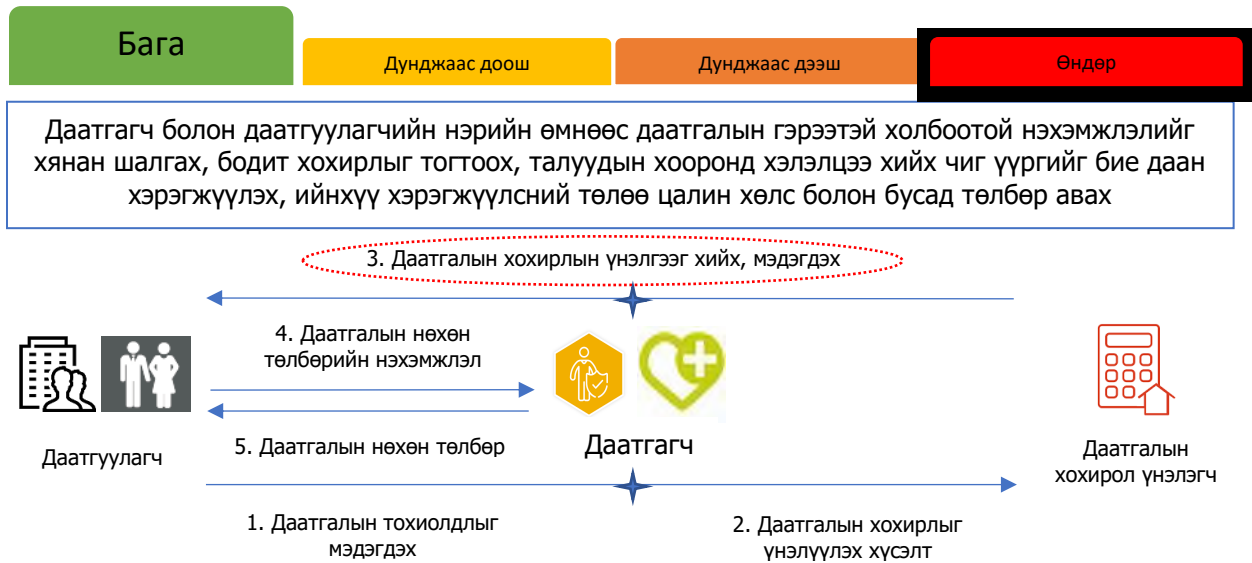 Бага
Дунджаас доош
Дунджаас дээш
Өндөр
Даатгагч болон даатгуулагчийн нэрийн өмнөөс даатгалын гэрээтэй холбоотой нэхэмжлэлийг
хянан шалгах, бодит хохирлыг тогтоох, талуудын хооронд хэлэлцээ хийх чиг үүргийг бие даан
хэрэгжүүлэх, ийнхүү хэрэгжүүлсний төлөө цалин хөлс болон бусад төлбөр авах
3. Даатгалын хохирлын үнэлгээг хийх, мэдэгдэх
4. Даатгалын нөхөн
төлбөрийн нэхэмжлэл
5. Даатгалын нөхөн төлбөр
Даатгуулагч
Даатгагч
Даатгалын
хохирол үнэлэгч
1. Даатгалын тохиолдлыг
мэдэгдэх
2. Даатгалын хохирлыг
үнэлүүлэх хүсэлт